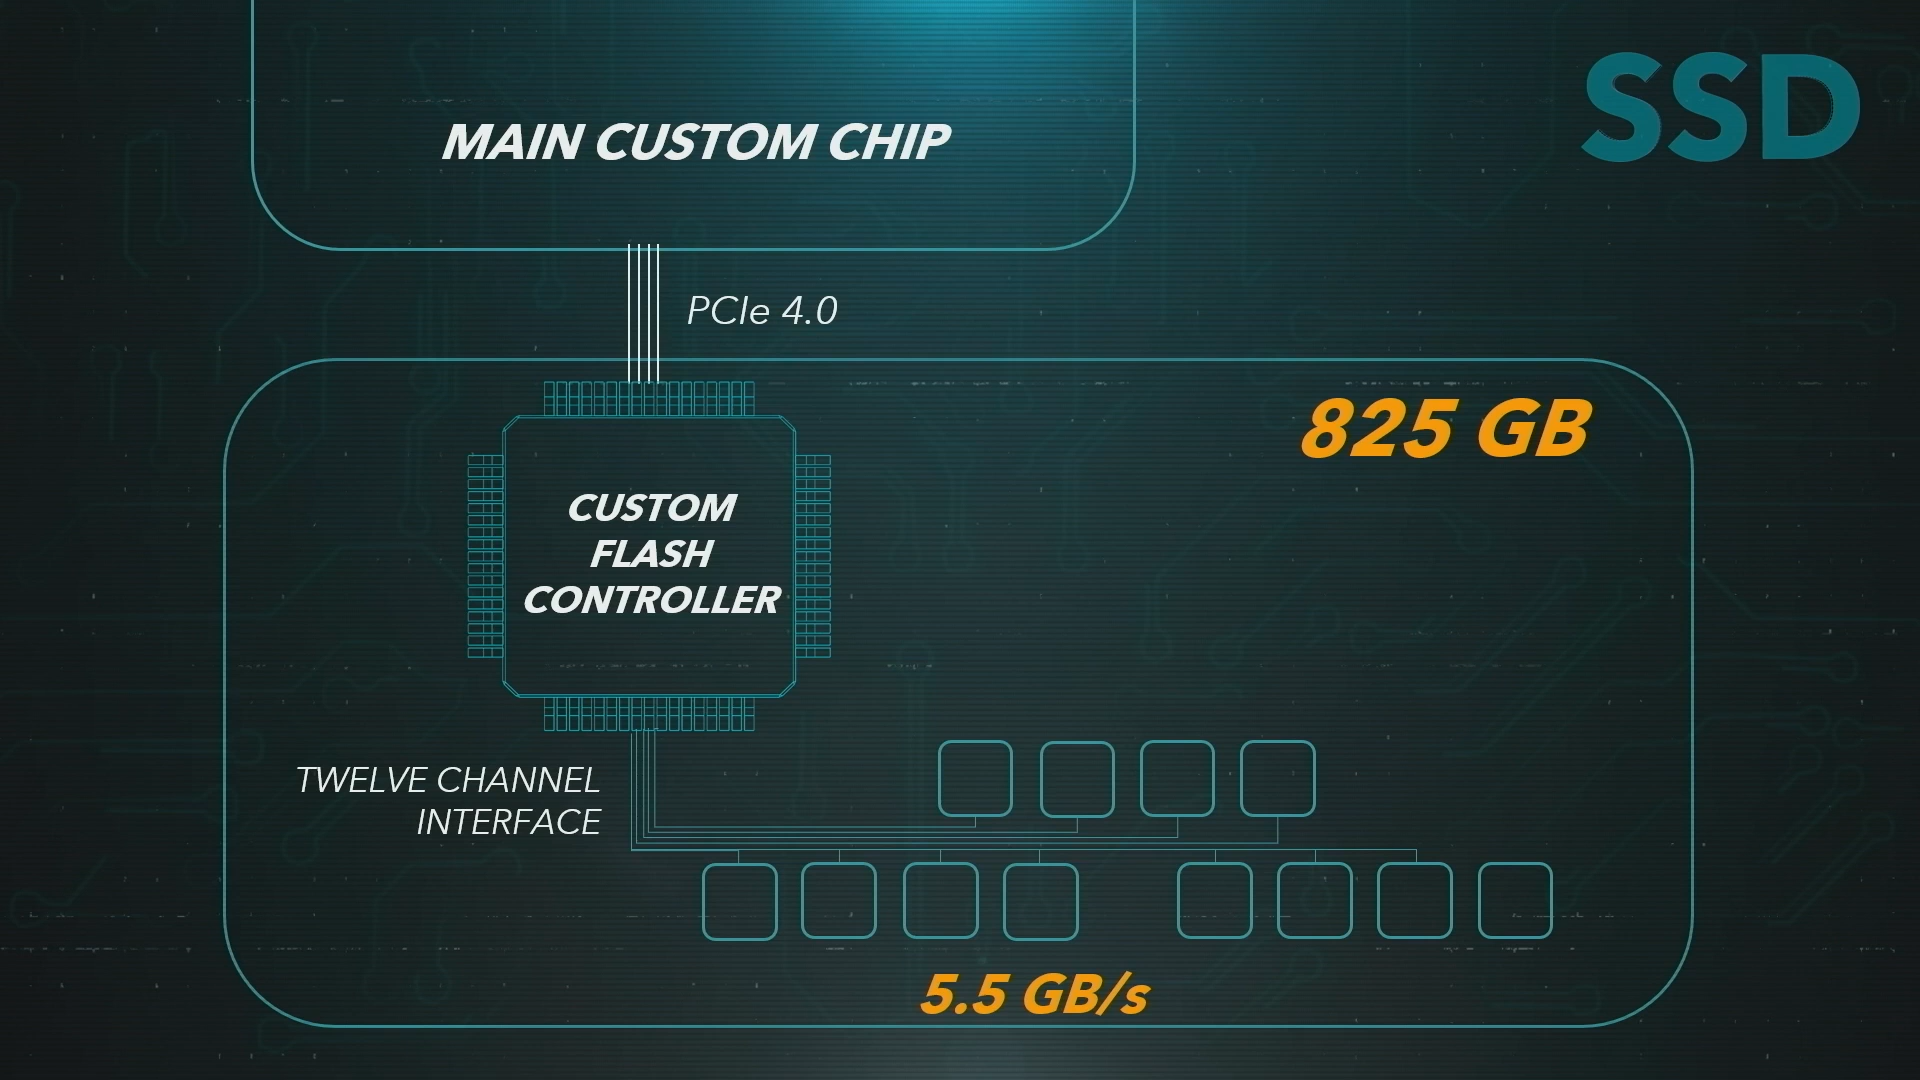 SSD
MAIN CUSTOM CHIP
PCIe 4.0
825 GB
CUSTOM
FLASH
CONTROLLER
TWELVE CHANNEL
INTERFACE
5.5 GB/s